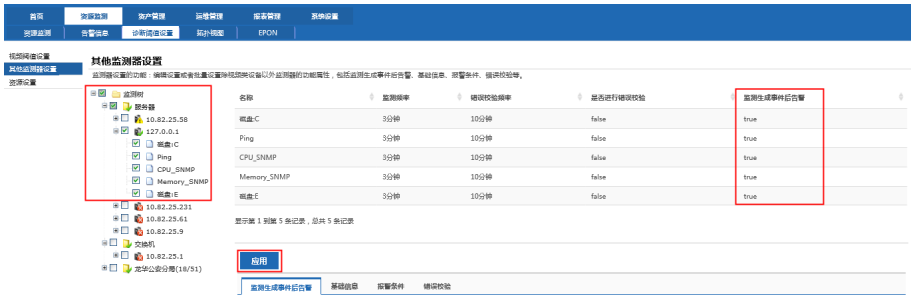 首页 资源监测 资产管理 运维管理 报表管理 系统设置
资源监测 告警信息 诊断阈值设置 拓扑视图 EPON
视频阈值设置
其他监测器设置
资源设置
其他监测器设置
监测器设置的功能：编辑设置或者批量设置除视频类设备以外监测器的功能属性，包括监测生成事件后告警、基础信息、报警条件、错误校验等。
监测树
服务器
10.82.25.58
127.0.0.1
磁盘:C
Ping
CPU_SNMP
Memory_SNMP
磁盘:E
10.82.25.231
10.82.25.61
10.82.25.9
交换机
10.82.25.1
龙华公安分局(18/51)
名称 监测频率 错误校验频率 是否进行错误校验 监测生成事件后告警
磁盘:C 3分钟 10分钟 false true
Ping 3分钟 10分钟 false true
CPU_SNMP 3分钟 10分钟 false true
Memory_SNMP 3分钟 10分钟 false true
磁盘:E 3分钟 10分钟 false true
显示第 1 到第 5 条记录，总共 5 条记录
应用
监测生成事件后告警 基础信息 报警条件 错误校验